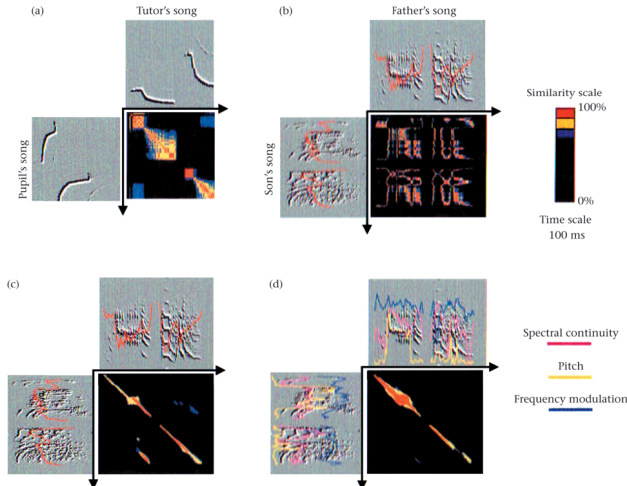 (a)
Tutor's song
Pupil's song
(b)
Father's song
Son's song
Similarity scale
100%
0%
Time scale
100 ms
(c)
(d)
Spectral continuity
Pitch
Frequency modulation